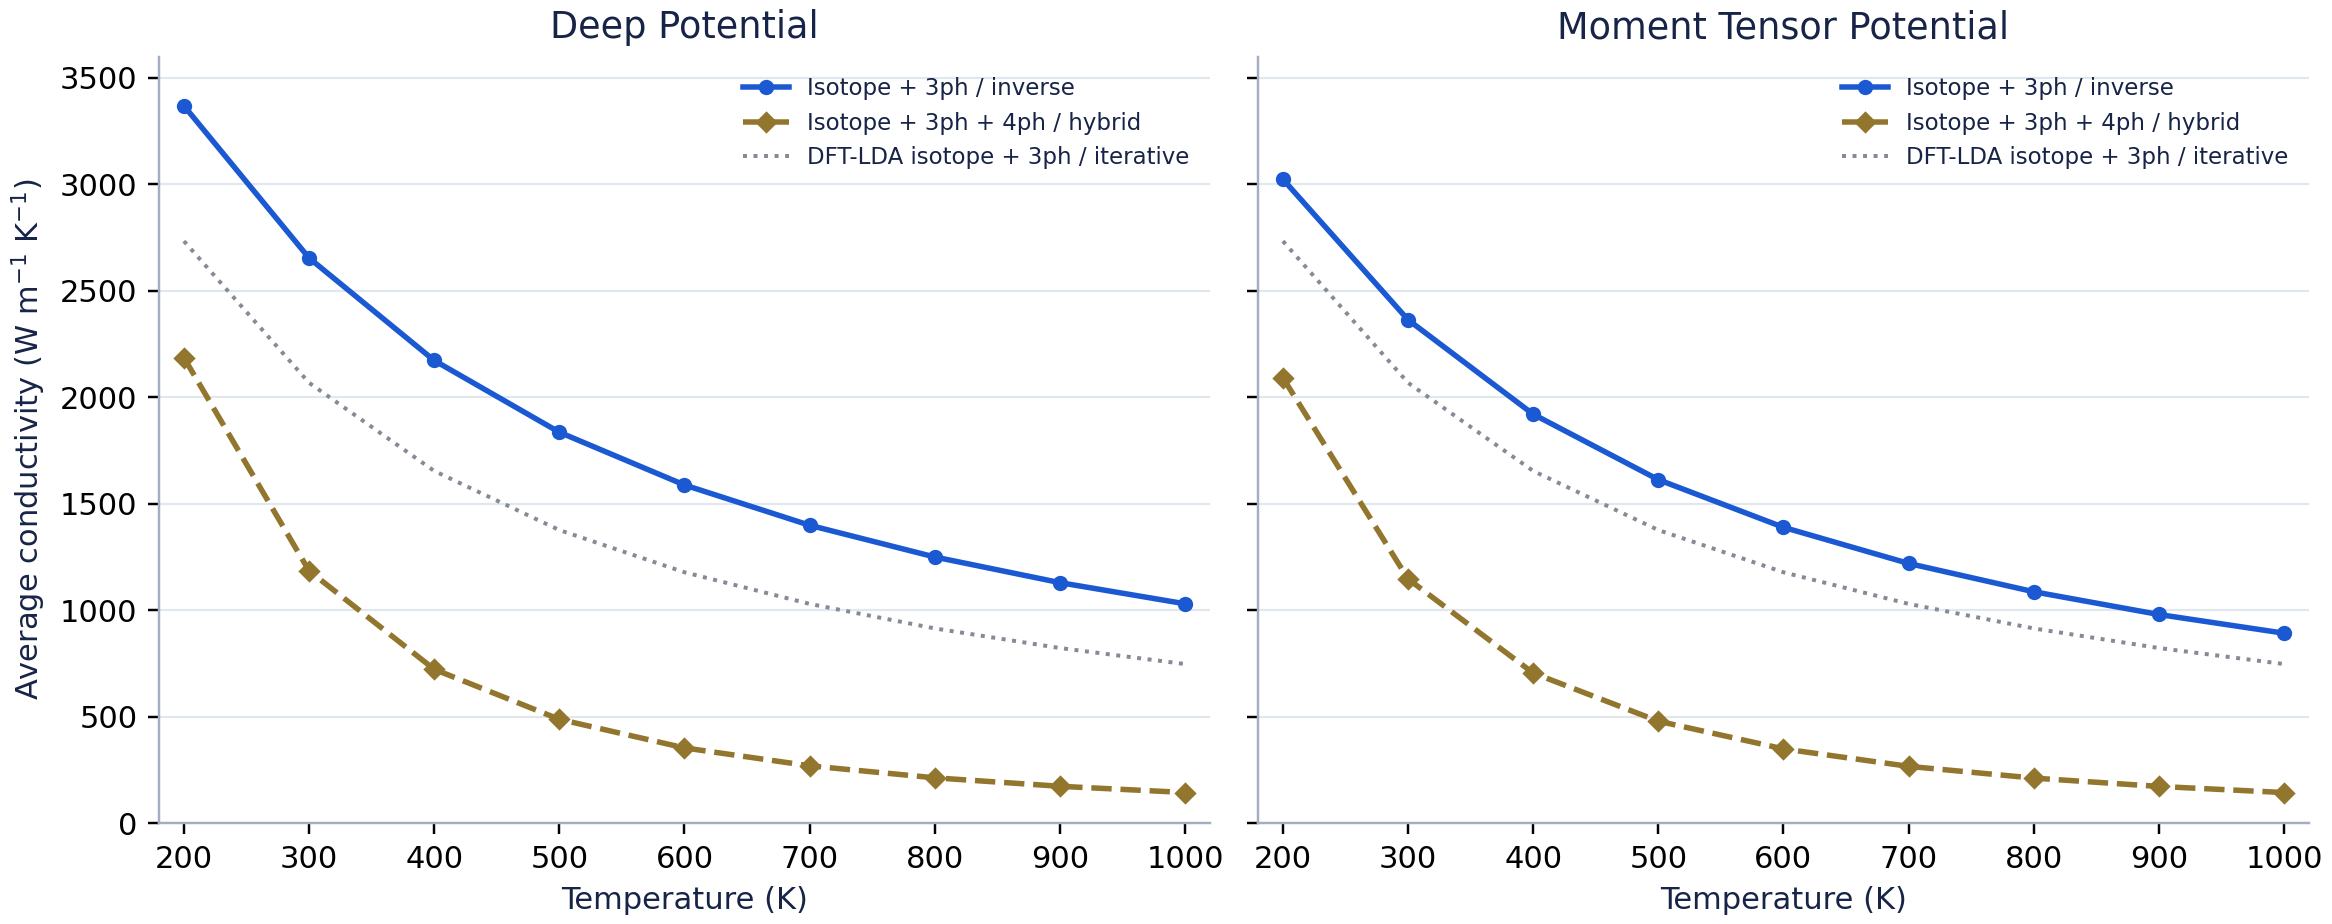 Deep Potential
Average conductivity (W m⁻¹ K⁻¹)
3500
3000
2500
2000
1500
1000
500
0
Isotope + 3ph / inverse
Isotope + 3ph + 4ph / hybrid
DFT-LDA isotope + 3ph / iterative
200 300 400 500 600 700 800 900 1000
Temperature (K)
Moment Tensor Potential
Isotope + 3ph / inverse
Isotope + 3ph + 4ph / hybrid
DFT-LDA isotope + 3ph / iterative
200 300 400 500 600 700 800 900 1000
Temperature (K)